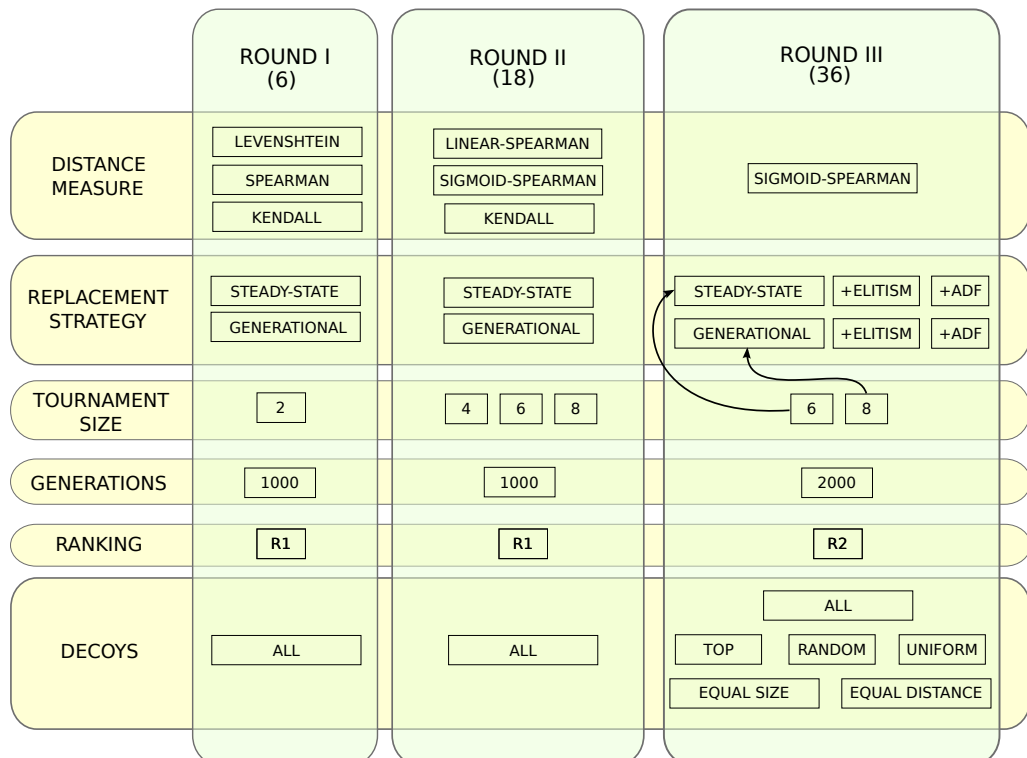 ROUND I
(6)
ROUND II
(18)
ROUND III
(36)
DISTANCE
MEASURE
LEVENSHTEIN
SPEARMAN
KENDALL
LINEAR-SPEARMAN
SIGMOID-SPEARMAN
KENDALL
SIGMOID-SPEARMAN
REPLACEMENT
STRATEGY
STEADY-STATE
GENERATIONAL
STEADY-STATE
GENERATIONAL
STEADY-STATE +ELITISM +ADF
GENERATIONAL +ELITISM +ADF
TOURNAMENT
SIZE
2
4 6 8
6 8
GENERATIONS
1000
1000
2000
RANKING
R1
R1
R2
DECOYS
ALL
ALL
ALL
TOP RANDOM UNIFORM
EQUAL SIZE EQUAL DISTANCE